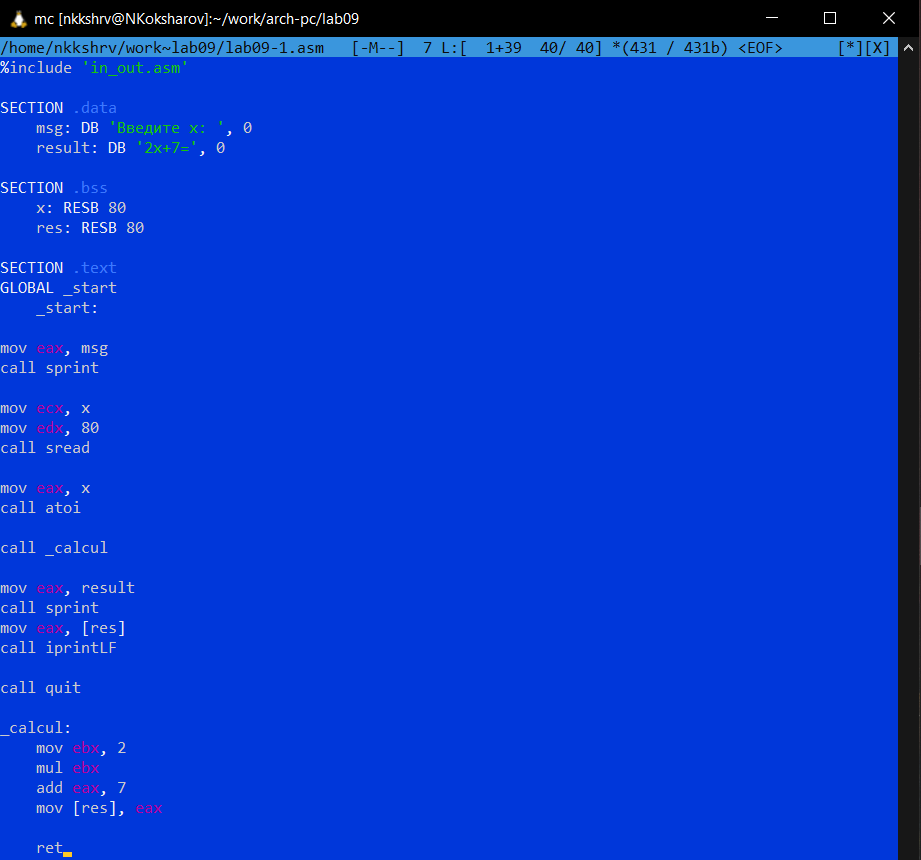 mc [nkkshrv@NKoksharov]:~/work/arch-pc/lab09
/home/nkkshrv/work~lab09/lab09-1.asm   [-M--]  7 L:[  1+39  40/ 40] *(431 / 431b) <EOF>      [*][X]
%include 'in_out.asm'
SECTION .data
    msg: DB 'Введите x: ', 0
    result: DB '2x+7=', 0
SECTION .bss
    x: RESB 80
    res: RESB 80
SECTION .text
GLOBAL _start
    _start:
mov eax, msg
call sprint
mov ecx, x
mov edx, 80
call sread
mov eax, x
call atoi
call _calcul
mov eax, result
call sprint
mov eax, [res]
call iprintLF
call quit
_calcul:
    mov ebx, 2
    mul ebx
    add eax, 7
    mov [res], eax
    ret